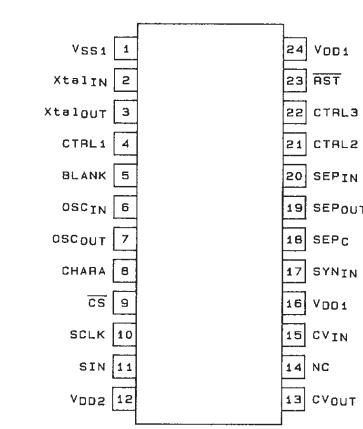 VSS1 1 24 VDD1
XtalIN 2 23 RST
XtalOUT 3 22 CTRL3
CTRL1 4 21 CTRL2
BLANK 5 20 SEPIN
OSCIN 6 19 SEPOUT
OSCOUT 7 18 SEPC
CHARA 8 17 SYNIN
CS 9 16 VDD1
SCLK 10 15 CVIN
SIN 11 14 NC
VDD2 12 13 CVOUT